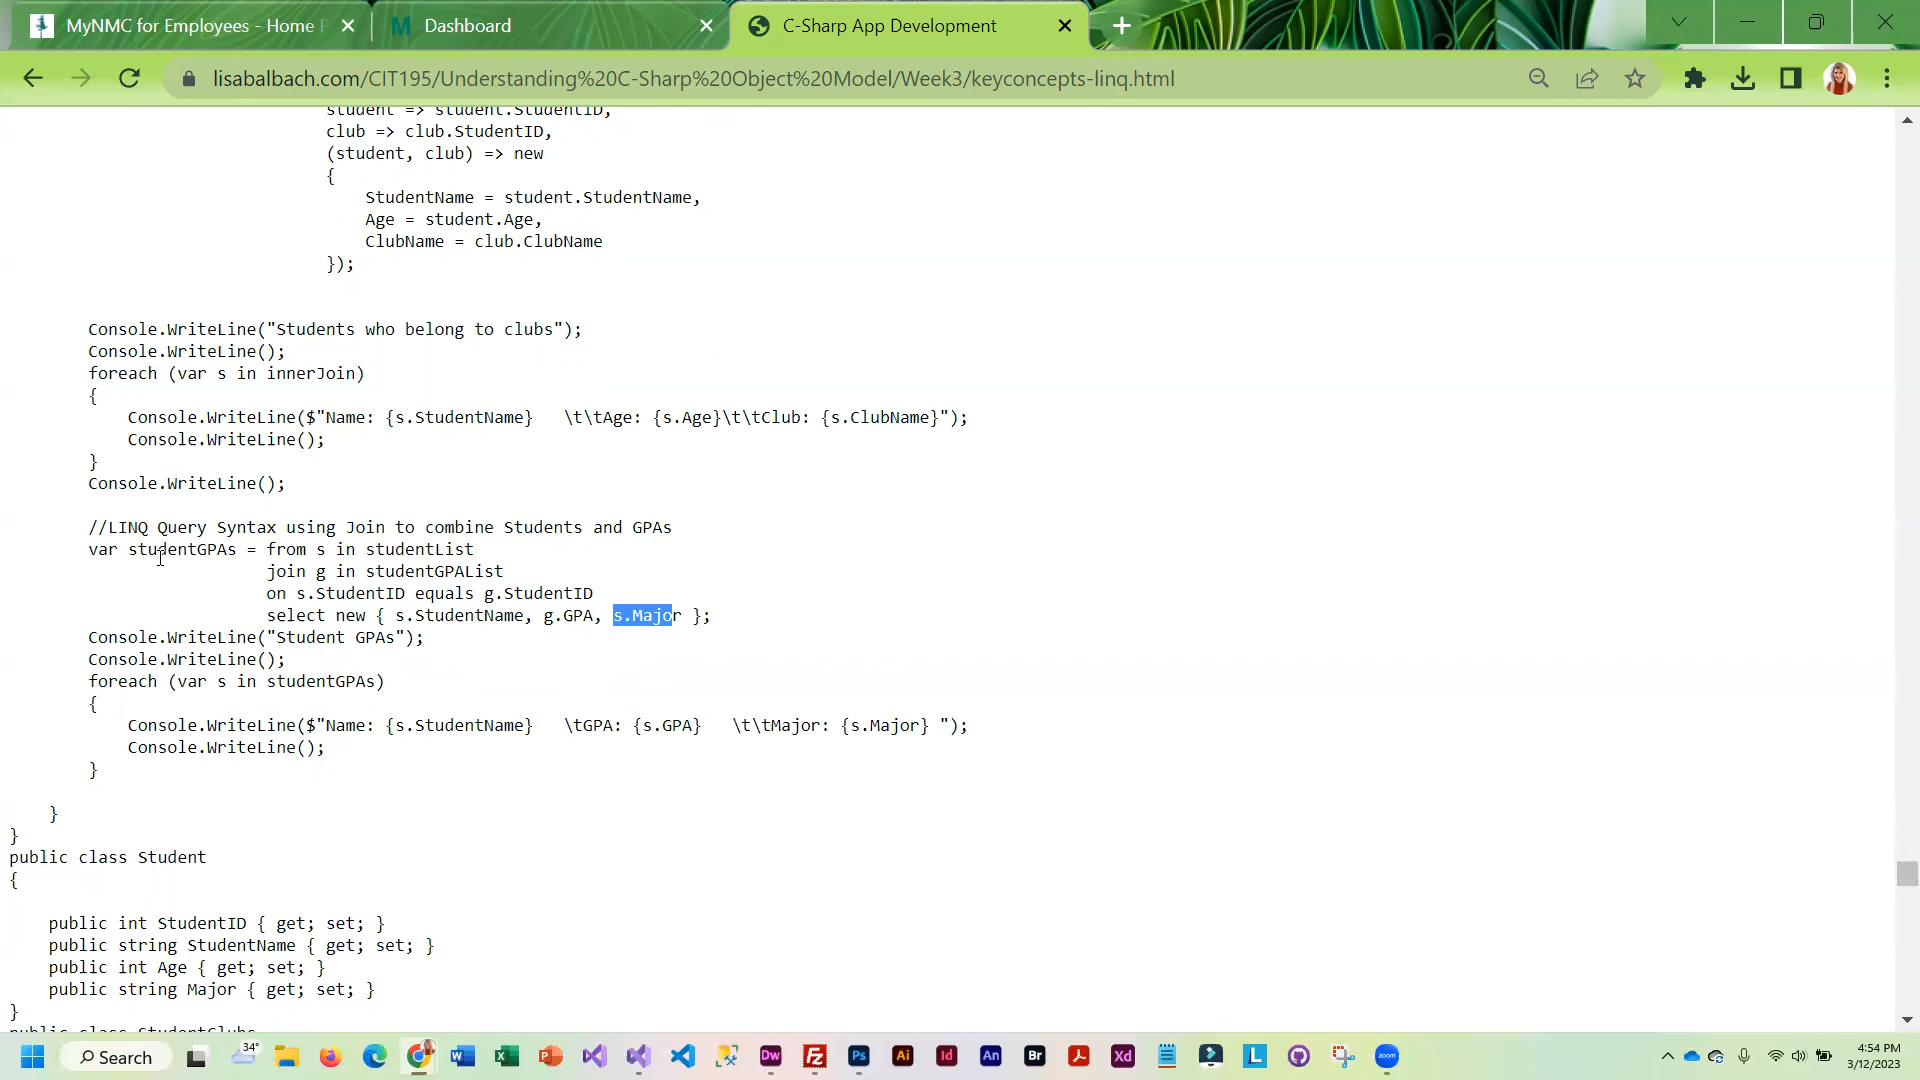 MyNMC for Employees - Home P
Dashboard
C-Sharp App Development
lisabalbach.com/CIT195/Understanding%20C-Sharp%20Object%20Model/Week3/keyconcepts-linq.html
student => student.StudentID,
club => club.StudentID,
(student, club) => new
{
StudentName = student.StudentName,
Age = student.Age,
ClubName = club.ClubName
});
Console.WriteLine("Students who belong to clubs");
Console.WriteLine();
foreach (var s in innerJoin)
{
Console.WriteLine($"Name: {s.StudentName}   \t\tAge: {s.Age}\t\tClub: {s.ClubName}");
Console.WriteLine();
}
Console.WriteLine();
//LINQ Query Syntax using Join to combine Students and GPAs
var studentGPAs = from s in studentList
join g in studentGPAList
on s.StudentID equals g.StudentID
select new { s.StudentName, g.GPA, s.Major };
Console.WriteLine("Student GPAs");
Console.WriteLine();
foreach (var s in studentGPAs)
{
Console.WriteLine($"Name: {s.StudentName}   \tGPA: {s.GPA}   \t\tMajor: {s.Major} ");
Console.WriteLine();
}
}
}
public class Student
{
public int StudentID { get; set; }
public string StudentName { get; set; }
public int Age { get; set; }
public string Major { get; set; }
}
public class StudentClubs
Search
34°
4:54 PM
3/12/2023